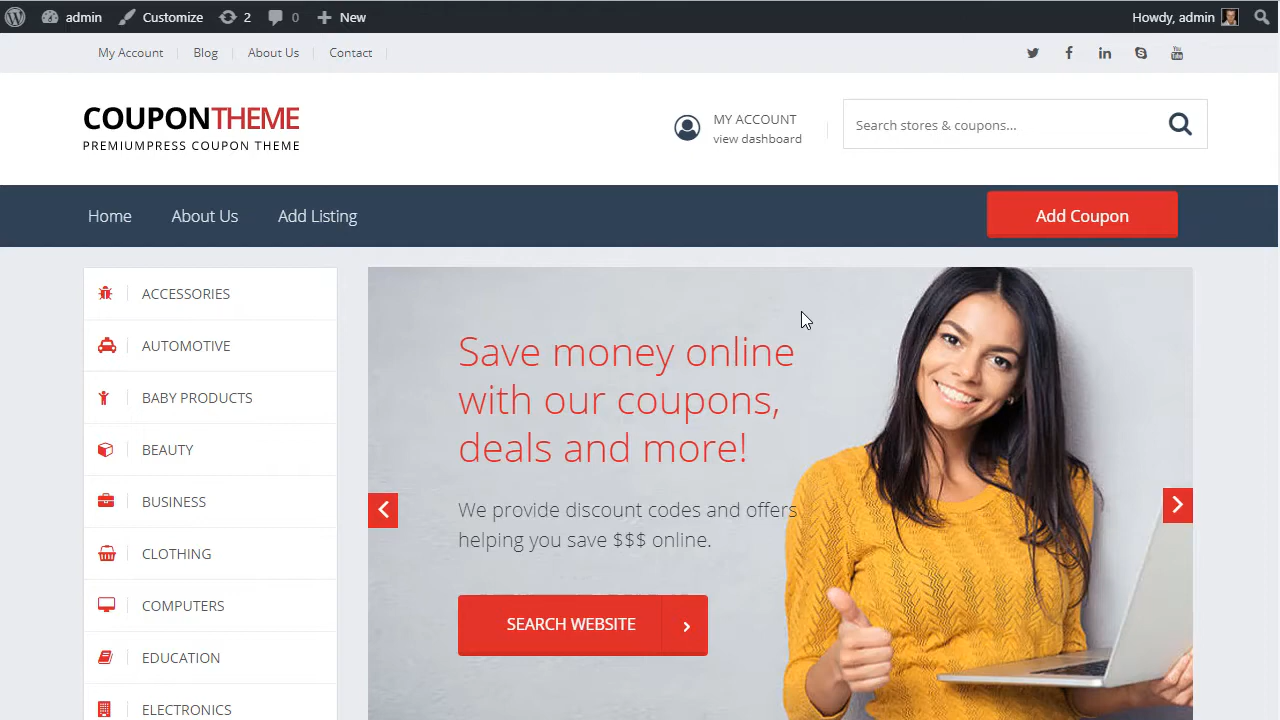 admin Customize 2 0 New Howdy, admin
My Account Blog About Us Contact
COUPONTHEME
PREMIUMPRESS COUPON THEME
MY ACCOUNT
view dashboard
Search stores & coupons...
Home About Us Add Listing Add Coupon
ACCESSORIES
AUTOMOTIVE
BABY PRODUCTS
BEAUTY
BUSINESS
CLOTHING
COMPUTERS
EDUCATION
ELECTRONICS
Save money online
with our coupons,
deals and more!
We provide discount codes and offers
helping you save $$$ online.
SEARCH WEBSITE